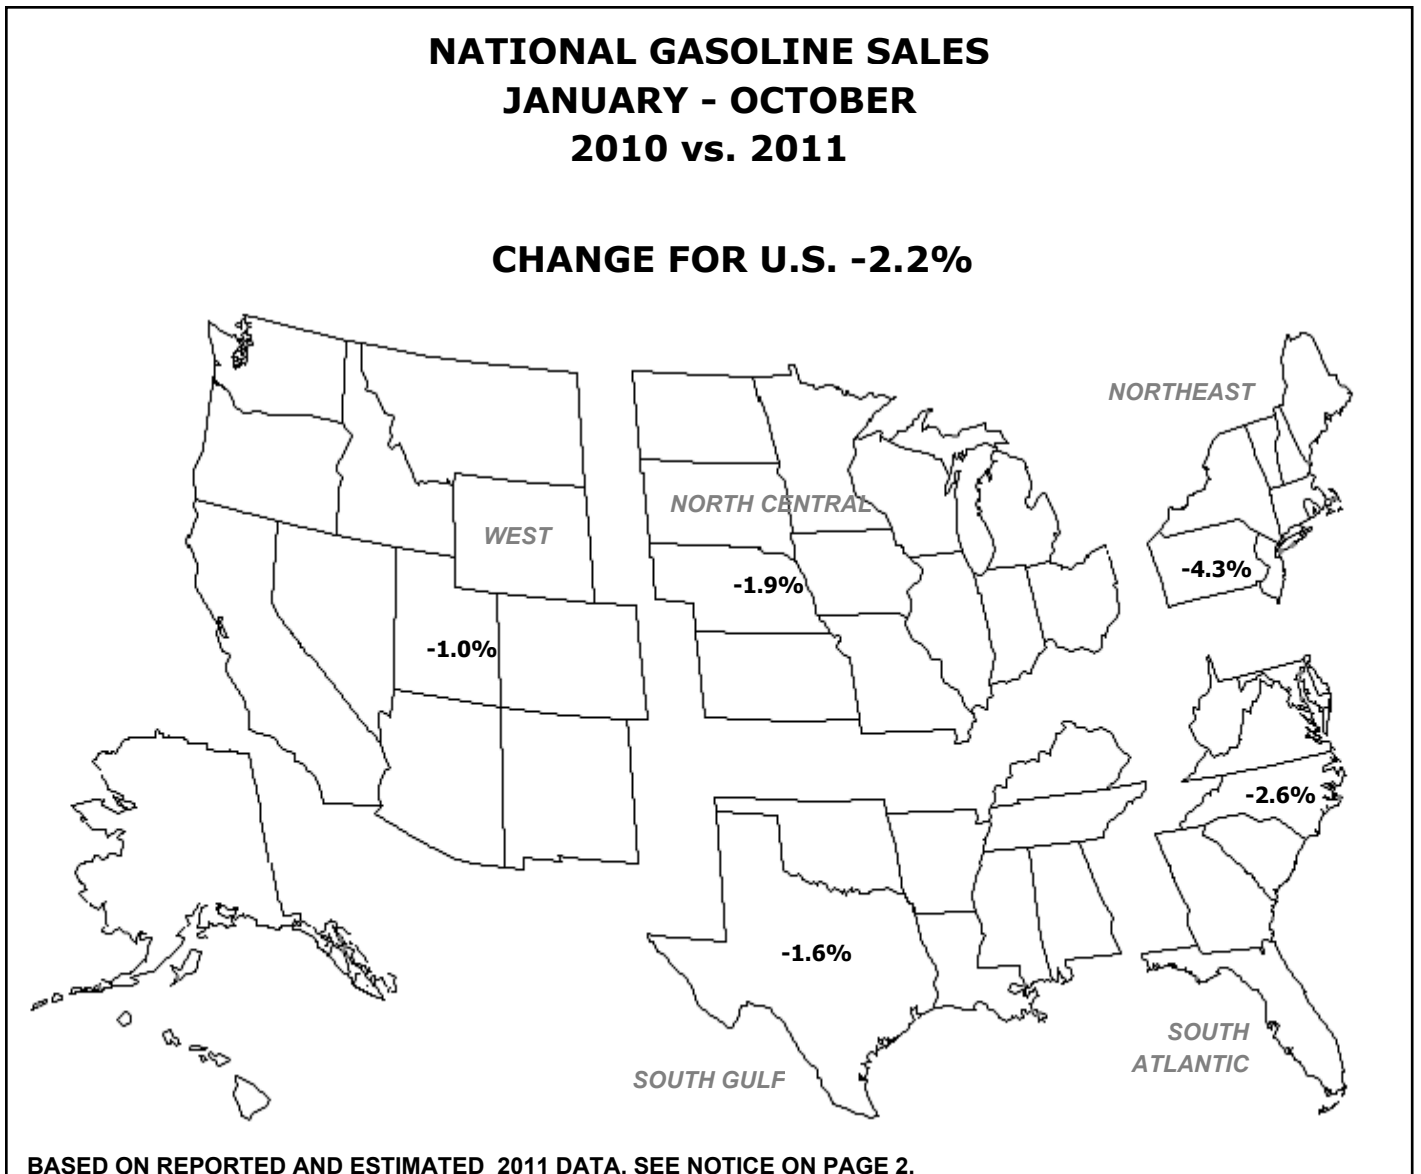 NATIONAL GASOLINE SALES
JANUARY - OCTOBER
2010 vs. 2011
CHANGE FOR U.S. -2.2%
NORTHEAST
NORTH CENTRAL
WEST
-4.3%
-1.9%
-1.0%
-2.6%
-1.6%
SOUTH
ATLANTIC
SOUTH GULF
BASED ON REPORTED AND ESTIMATED  2011 DATA. SEE NOTICE ON PAGE 2.